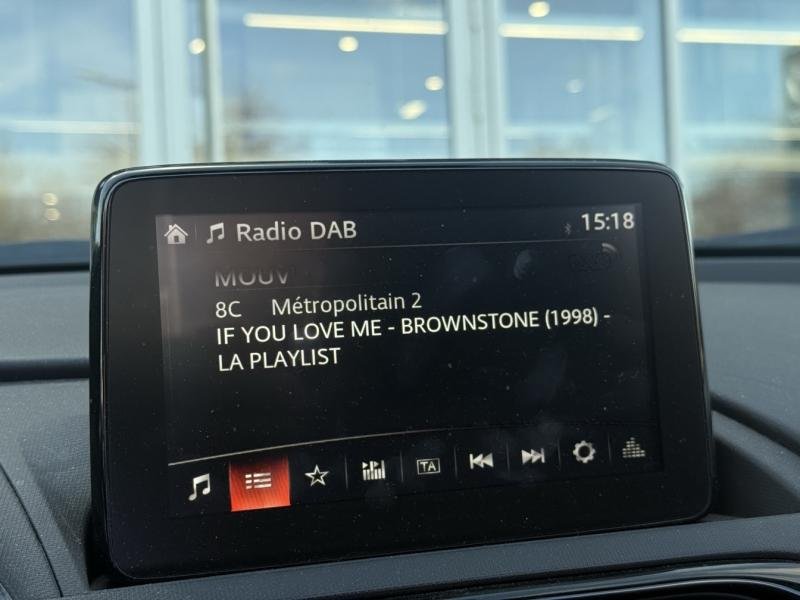 Radio DAB
15:18
MOUV
8C Métropolitain 2
IF YOU LOVE ME - BROWNSTONE (1998) -
LA PLAYLIST
TA